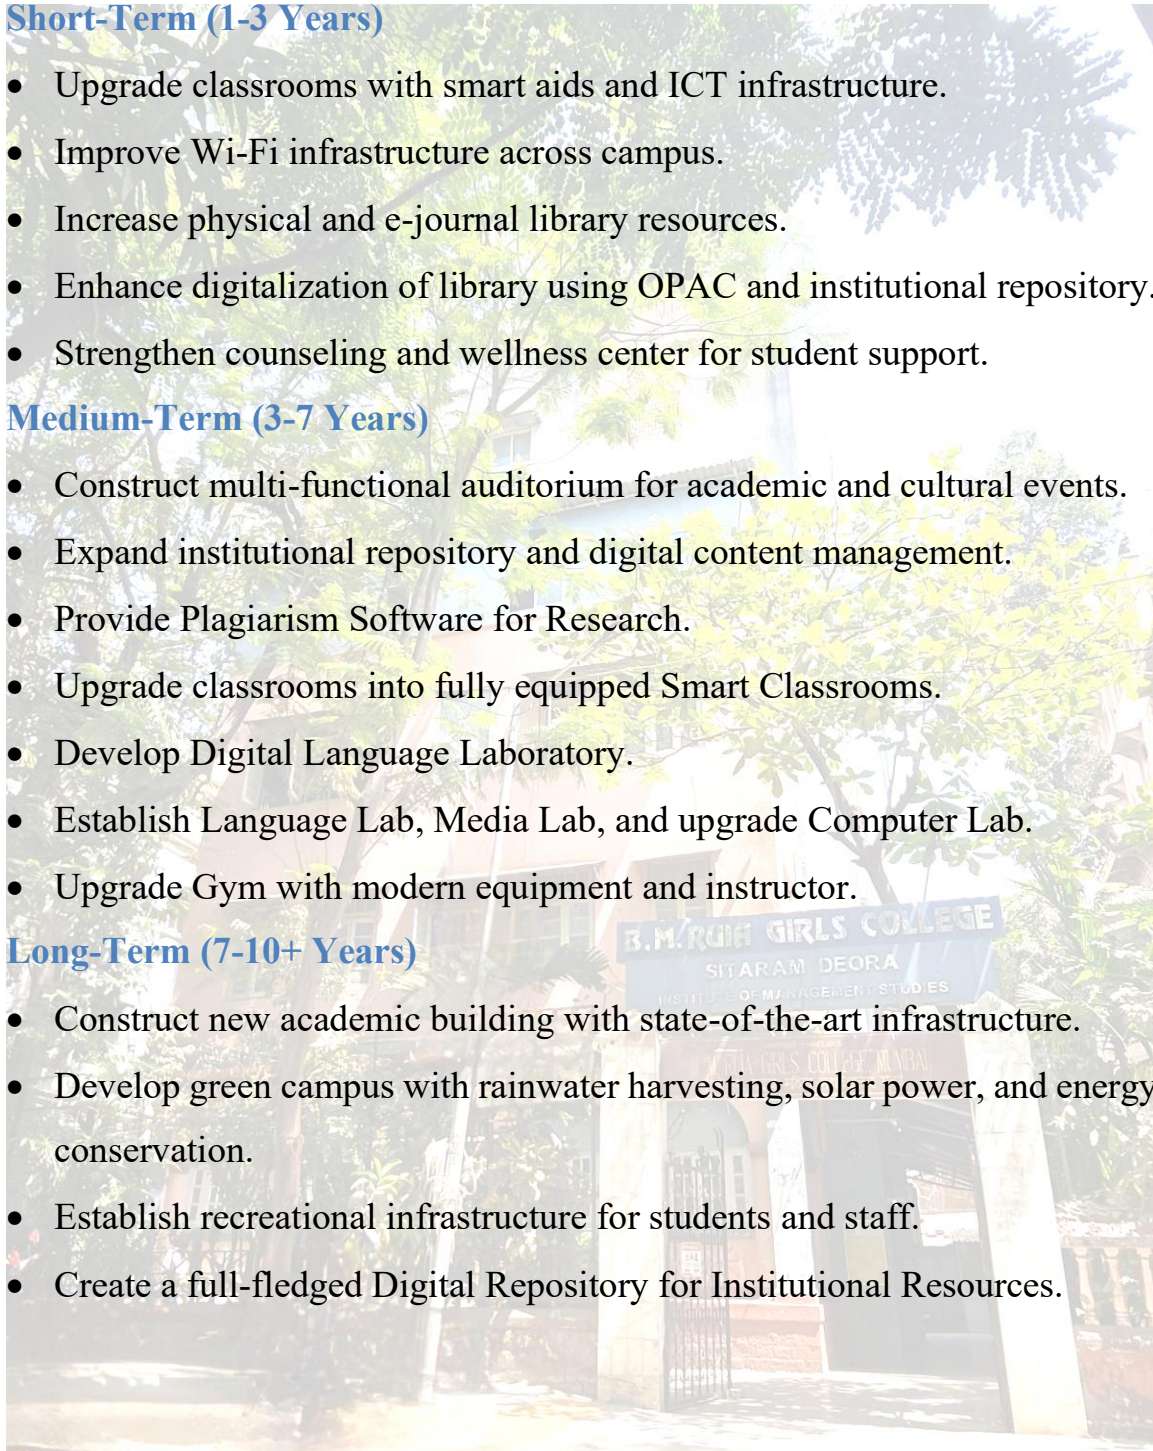 Short-Term (1-3 Years)
• Upgrade classrooms with smart aids and ICT infrastructure.
• Improve Wi-Fi infrastructure across campus.
• Increase physical and e-journal library resources.
• Enhance digitalization of library using OPAC and institutional repository.
• Strengthen counseling and wellness center for student support.
Medium-Term (3-7 Years)
• Construct multi-functional auditorium for academic and cultural events.
• Expand institutional repository and digital content management.
• Provide Plagiarism Software for Research.
• Upgrade classrooms into fully equipped Smart Classrooms.
• Develop Digital Language Laboratory.
• Establish Language Lab, Media Lab, and upgrade Computer Lab.
• Upgrade Gym with modern equipment and instructor.
B.M. RUIA GIRLS COLLEGE
Long-Term (7-10+ Years)
SITARAM DEORA
INSTITUTE OF MANAGEMENT STUDIES
• Construct new academic building with state-of-the-art infrastructure.
GIRLS COLLEGE MUMBAI
• Develop green campus with rainwater harvesting, solar power, and energy
conservation.
• Establish recreational infrastructure for students and staff.
• Create a full-fledged Digital Repository for Institutional Resources.